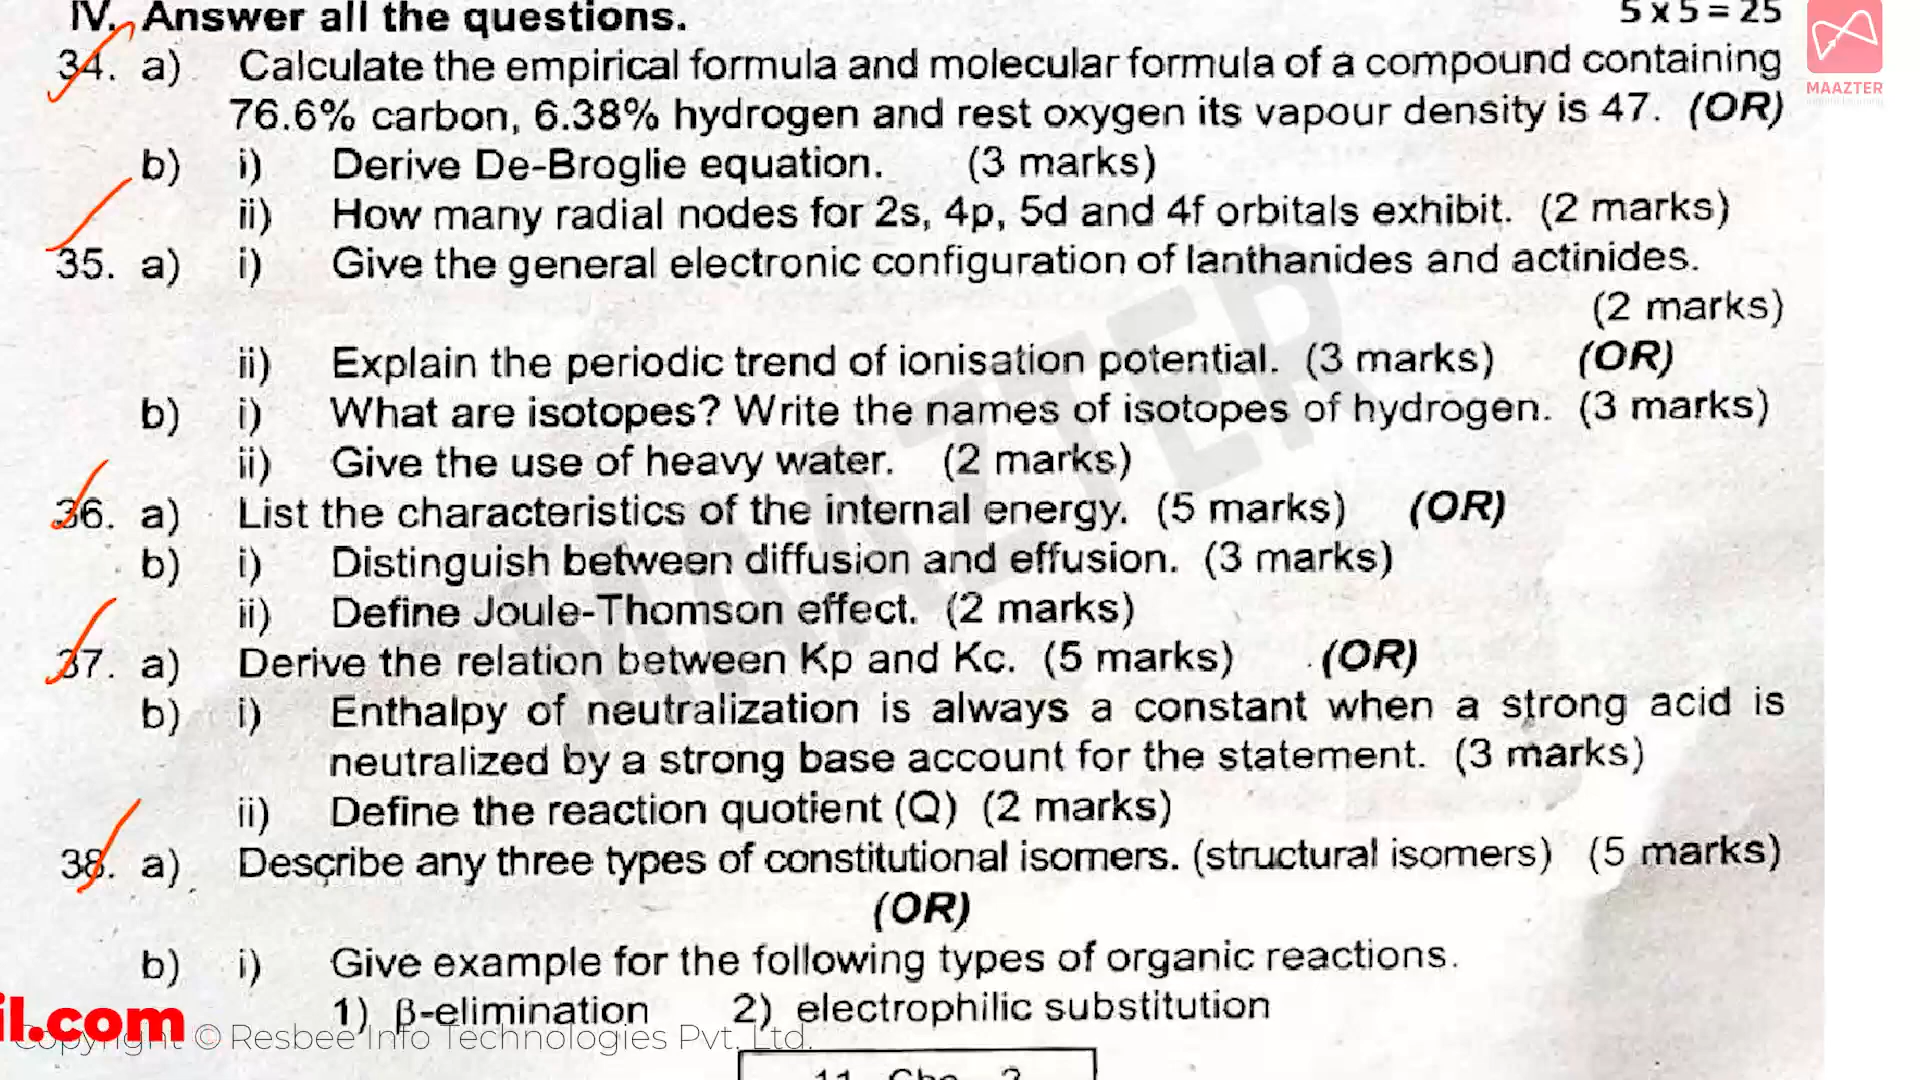 IV. Answer all the questions. 5 x 5 = 25
34. a) Calculate the empirical formula and molecular formula of a compound containing
76.6% carbon, 6.38% hydrogen and rest oxygen its vapour density is 47. (OR)
b) i) Derive De-Broglie equation. (3 marks)
ii) How many radial nodes for 2s, 4p, 5d and 4f orbitals exhibit. (2 marks)
35. a) i) Give the general electronic configuration of lanthanides and actinides.
(2 marks)
ii) Explain the periodic trend of ionisation potential. (3 marks) (OR)
b) i) What are isotopes? Write the names of isotopes of hydrogen. (3 marks)
ii) Give the use of heavy water. (2 marks)
36. a) List the characteristics of the internal energy. (5 marks) (OR)
b) i) Distinguish between diffusion and effusion. (3 marks)
ii) Define Joule-Thomson effect. (2 marks)
37. a) Derive the relation between Kp and Kc. (5 marks) (OR)
b) i) Enthalpy of neutralization is always a constant when a strong acid is
neutralized by a strong base account for the statement. (3 marks)
ii) Define the reaction quotient (Q) (2 marks)
38. a) Describe any three types of constitutional isomers. (structural isomers) (5 marks)
(OR)
b) i) Give example for the following types of organic reactions.
1) β-elimination 2) electrophilic substitution
il.com
Copyright © Resbee Info Technologies Pvt. Ltd.
MAAZTER
MAAZTER